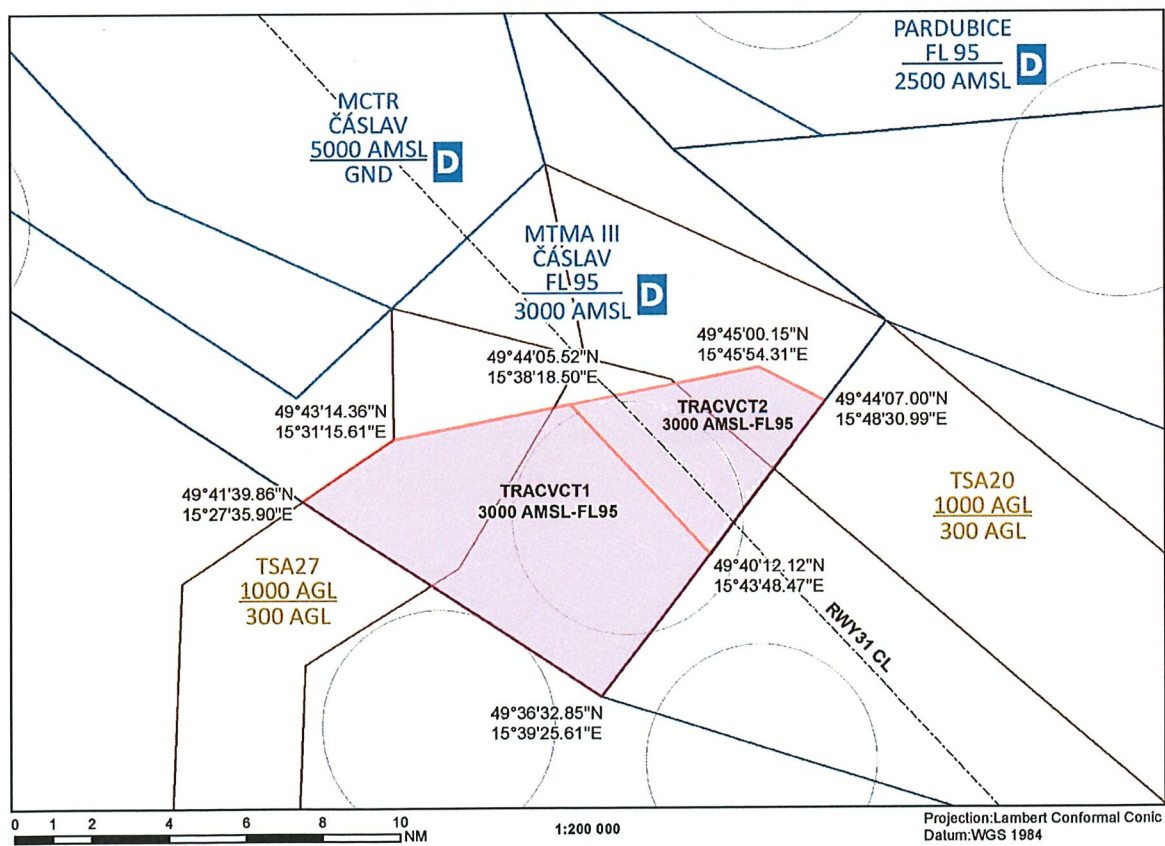 PARDUBICE
FL 95
2500 AMSL
D
MCTR
ČÁSLAV
5000 AMSL
GND
D
MTMA III
ČÁSLAV
FL 95
3000 AMSL
D
49°44'05.52"N
15°38'18.50"E
49°45'00.15"N
15°45'54.31"E
49°43'14.36"N
15°31'15.61"E
49°44'07.00"N
15°48'30.99"E
TRACVCT2
3000 AMSL-FL95
49°41'39.86"N
15°27'35.90"E
TRACVCT1
3000 AMSL-FL95
TSA20
1000 AGL
300 AGL
TSA27
1000 AGL
300 AGL
49°40'12.12"N
15°43'48.47"E
RWY31 CL
49°36'32.85"N
15°39'25.61"E
0 1 2 4 6 8 10
NM
1:200 000
Projection:Lambert Conformal Conic
Datum:WGS 1984